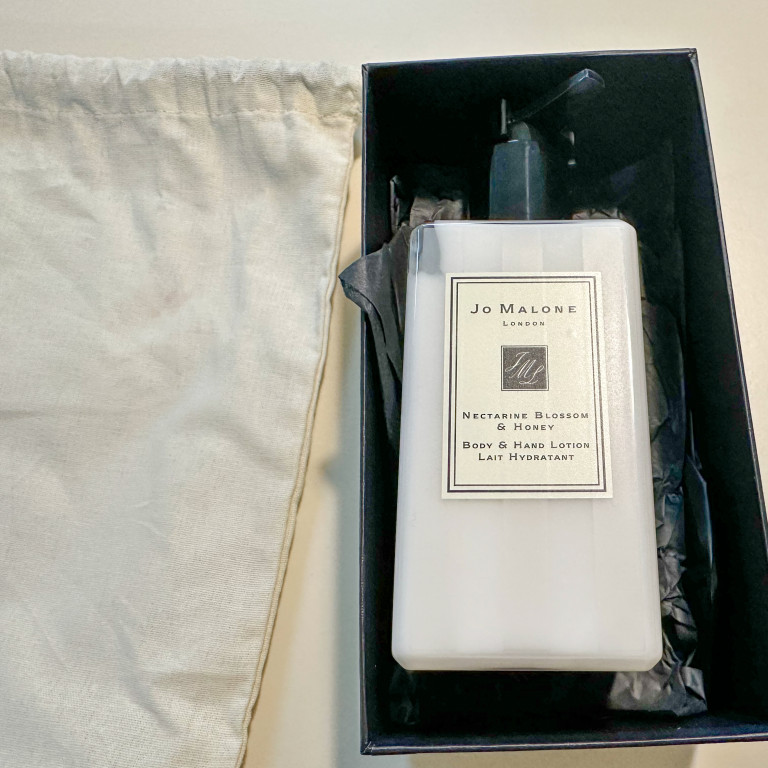 Jo Malone
London
JML
Nectarine Blossom
& Honey
Body & Hand Lotion
Lait Hydratant